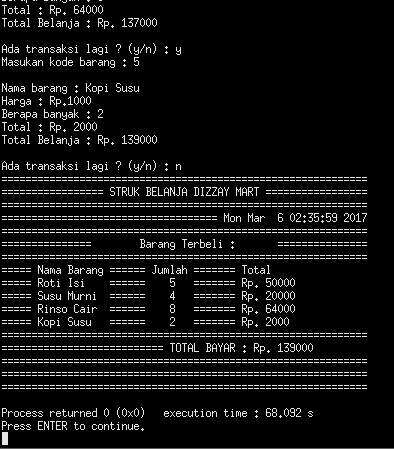 Total : Rp. 64000
Total Belanja : Rp. 137000
Ada transaksi lagi ? (y/n) : y
Masukan kode barang : 5
Nama barang : Kopi Susu
Harga : Rp.1000
Berapa banyak : 2
Total : Rp. 2000
Total Belanja : Rp. 139000
Ada transaksi lagi ? (y/n) : n
=============================================================
================= STRUK BELANJA DIZZAY MART =================
=============================================================
==================================== Mon Mar  6 02:35:59 2017
=============================================================
===============        Barang Terbeli :       ===============
=============================================================
===== Nama Barang ====== Jumlah ======= Total
===== Roti Isi    ======    5   ======= Rp. 50000
===== Susu Murni  ======    4   ======= Rp. 20000
===== Rinso Cair  ======    8   ======= Rp. 64000
===== Kopi Susu   ======    2   ======= Rp. 2000
=============================================================
=========================== TOTAL BAYAR : Rp. 139000
=============================================================
=============================================================
=============================================================
Process returned 0 (0x0)   execution time : 68.092 s
Press ENTER to continue.